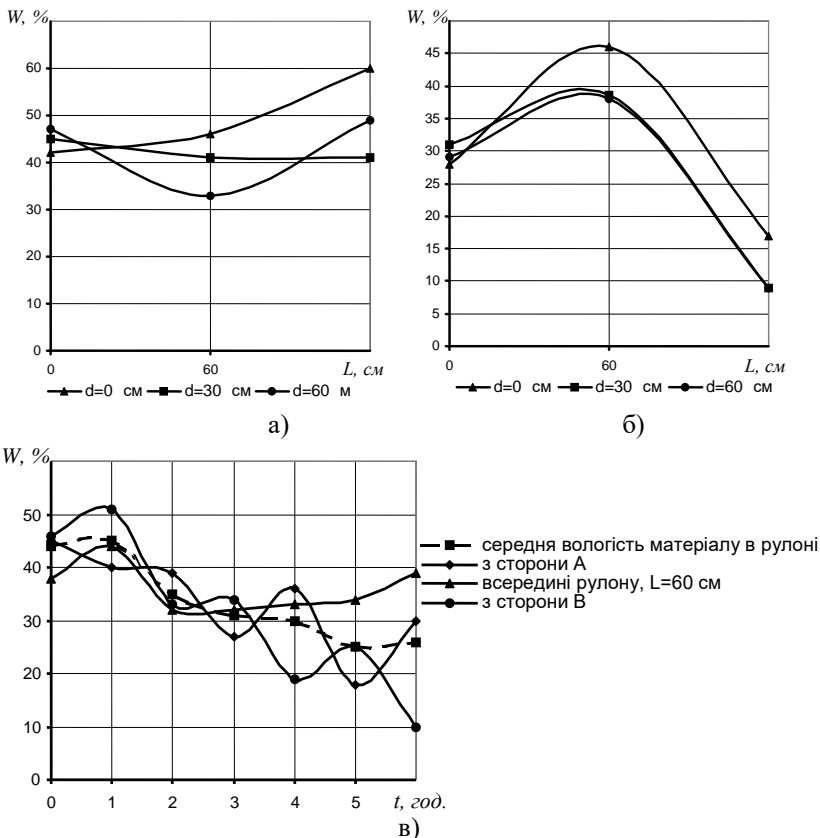 W, %
60
50
40
30
20
10
0
0
60
L, см
d=0 см d=30 см d=60 м
а)
W, %
45
40
35
30
25
20
15
10
5
0
0
60
L, см
d=0 см d=30 см d=60 см
б)
W, %
50
40
30
20
10
0
0 1 2 3 4 5 t, год.
середня вологість матеріалу в рулоні
з сторони А
всередині рулону, L=60 см
з сторони В
в)